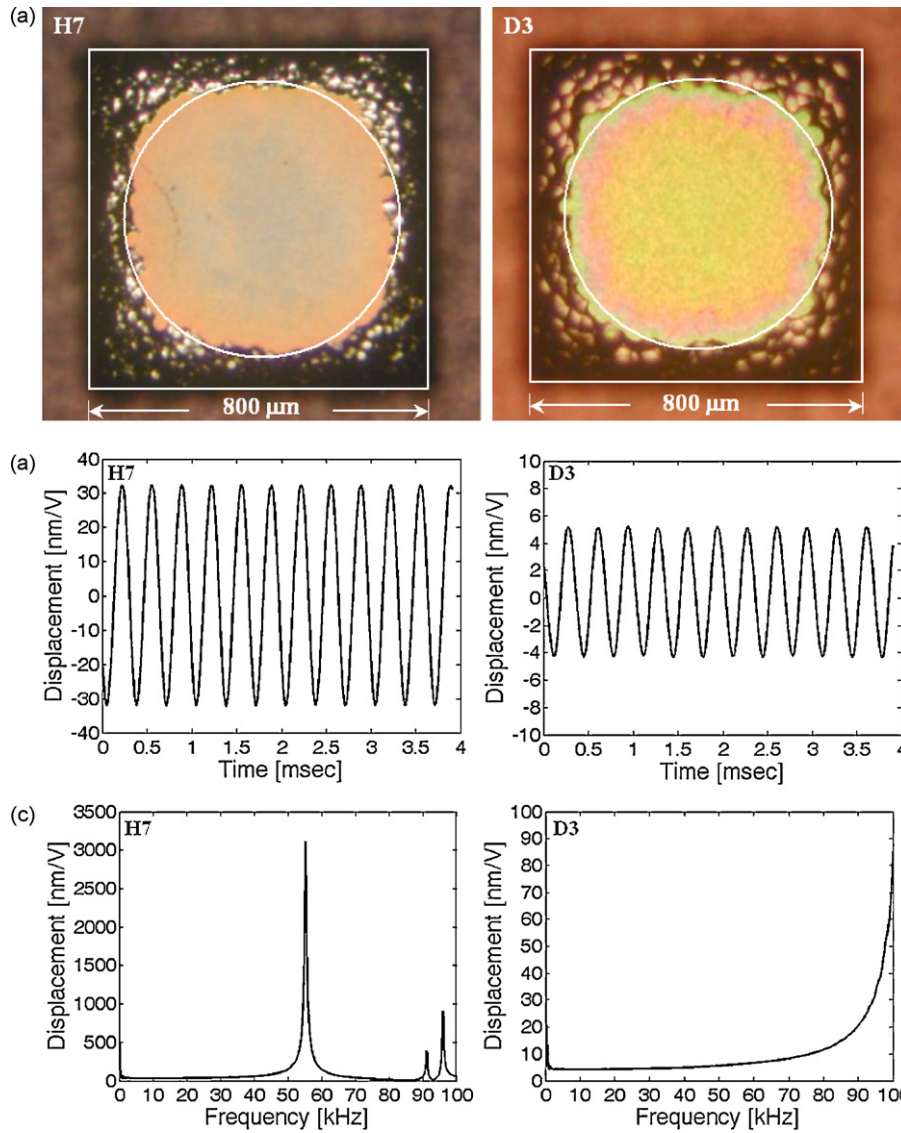 (a)
H7
D3
800 µm
800 µm
(a)
H7
D3
40
30
20
10
0
-10
-20
-30
-40
Displacement [nm/V]
0 0.5 1 1.5 2 2.5 3 3.5 4
Time [msec]
10
8
6
4
2
0
-2
-4
-6
-8
-10
Displacement [nm/V]
0 0.5 1 1.5 2 2.5 3 3.5 4
Time [msec]
(c)
H7
D3
3500
3000
2500
2000
1500
1000
500
0
Displacement [nm/V]
0 10 20 30 40 50 60 70 80 90 100
Frequency [kHz]
100
90
80
70
60
50
40
30
20
10
0
Displacement [nm/V]
0 10 20 30 40 50 60 70 80 90 100
Frequency [kHz]